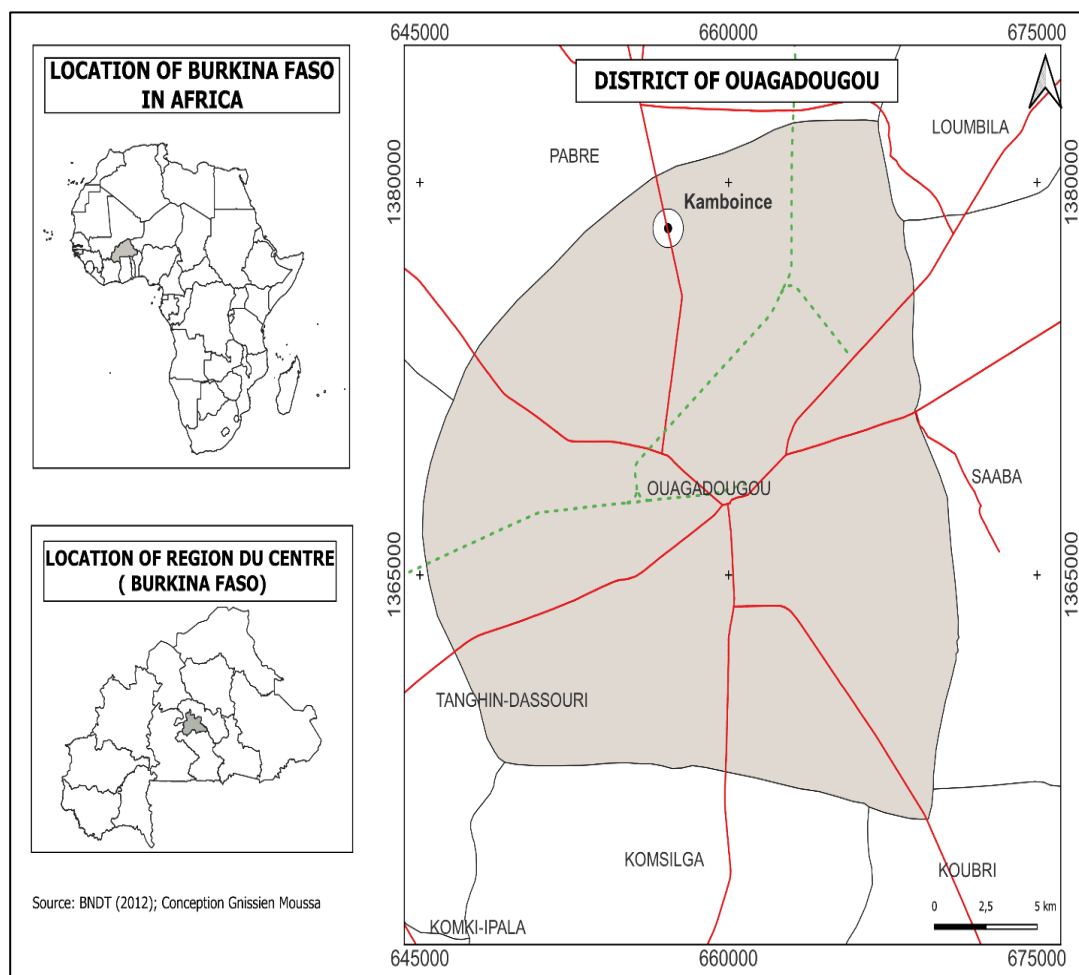 LOCATION OF BURKINA FASO
IN AFRICA
LOCATION OF REGION DU CENTRE
( BURKINA FASO)
Source: BNDT (2012); Conception Gnissien Moussa
645000
660000
675000
DISTRICT OF OUAGADOUGOU
PABRE
LOUMBILA
1380000
1380000
Kamboince
OUAGADOUGOU
SAABA
1365000
1365000
TANGHIN-DASSOURI
KOMSILGA
KOUBRI
KOMKI-IPALA
0 2,5 5 km
645000
660000
675000